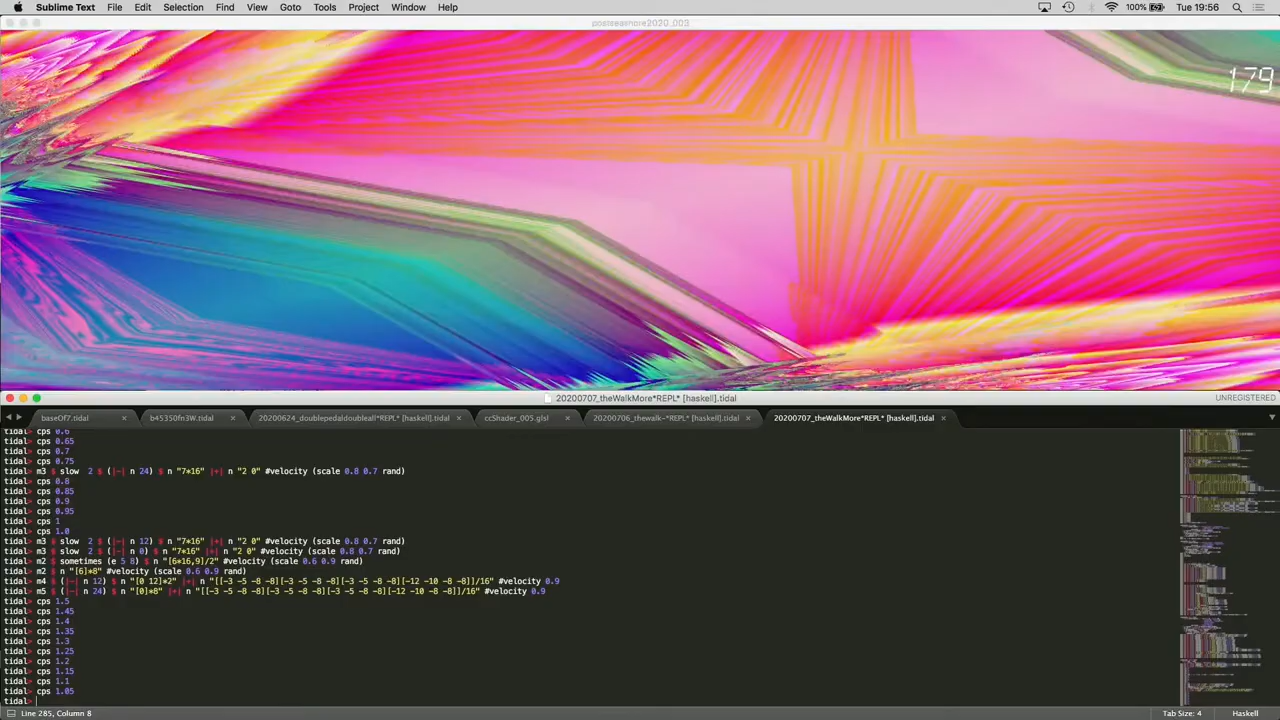 Sublime Text File Edit Selection Find View Goto Tools Project Window Help 100% Tue 19:56
179
20200707_theWalkMore*REPL* [haskell].tidal UNREGISTERED
baseOf7.tidal b45350fn3W.tidal 20200624_doublepedaldoubleall*REPL* [haskell].tidal ccShader_005.glsl 20200706_thewalk-*REPL* [haskell].tidal 20200707_theWalkMore*REPL* [haskell].tidal
tidal> cps 0.6
tidal> cps 0.65
tidal> cps 0.7
tidal> cps 0.75
tidal> m3 $ slow 2 $ (|-| n 24) $ n "7*16" |+| n "2 0" #velocity (scale 0.8 0.7 rand)
tidal> cps 0.8
tidal> cps 0.85
tidal> cps 0.9
tidal> cps 0.95
tidal> cps 1
tidal> cps 1.0
tidal> m3 $ slow 2 $ (|-| n 12) $ n "7*16" |+| n "2 0" #velocity (scale 0.8 0.7 rand)
tidal> m3 $ slow 2 $ (|-| n 0) $ n "7*16" |+| n "2 0" #velocity (scale 0.8 0.7 rand)
tidal> m2 $ sometimes (e 5 8) $ n "[6*16,9]/2" #velocity (scale 0.6 0.9 rand)
tidal> m2 $ n "[6]*8" #velocity (scale 0.6 0.9 rand)
tidal> m4 $ (|-| n 12) $ n "[0 12]*2" |+| n "[[-3 -5 -8 -8][-3 -5 -8 -8][-3 -5 -8 -8][-12 -10 -8 -8]]/16" #velocity 0.9
tidal> m5 $ (|-| n 24) $ n "[0]*8" |+| n "[[-3 -5 -8 -8][-3 -5 -8 -8][-3 -5 -8 -8][-12 -10 -8 -8]]/16" #velocity 0.9
tidal> cps 1.5
tidal> cps 1.45
tidal> cps 1.4
tidal> cps 1.35
tidal> cps 1.3
tidal> cps 1.25
tidal> cps 1.2
tidal> cps 1.15
tidal> cps 1.1
tidal> cps 1.05
tidal>
Line 285, Column 8 Tab Size: 4 Haskell